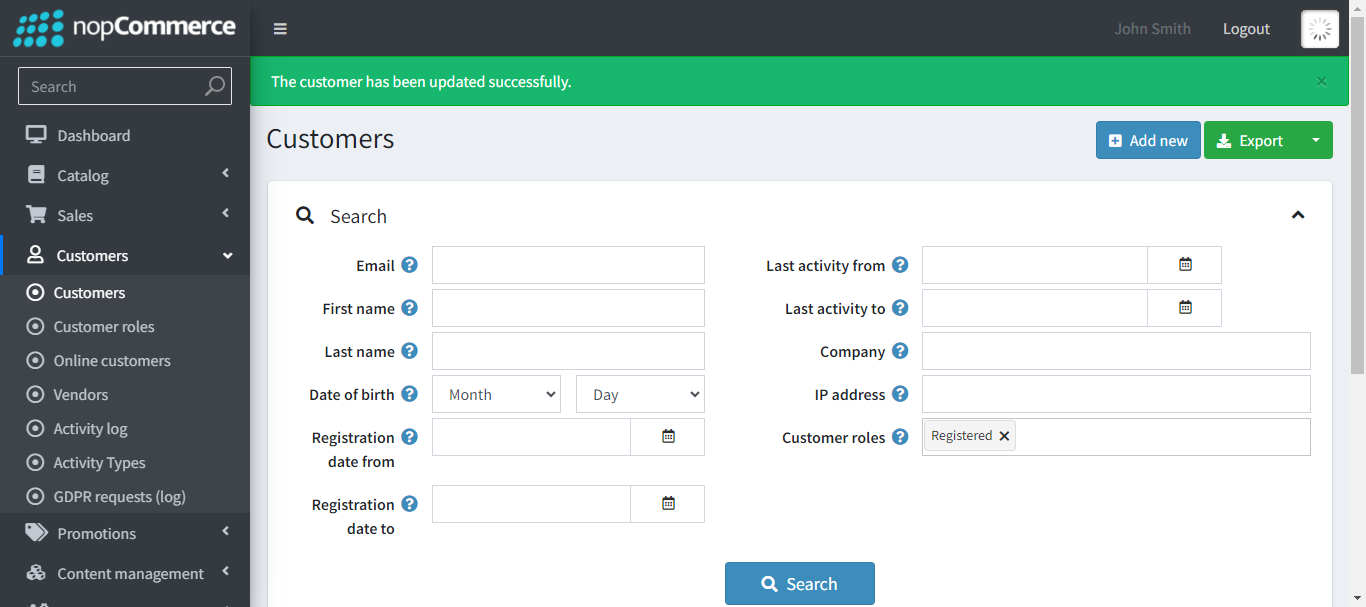 nopCommerce
John Smith
Logout
Search
The customer has been updated successfully.
×
Dashboard
Catalog
Sales
Customers
Customers
Customer roles
Online customers
Vendors
Activity log
Activity Types
GDPR requests (log)
Promotions
Content management
Customers
Add new
Export
Search
Email
First name
Last name
Date of birth
Month
Day
Registration
date from
Registration
date to
Last activity from
Last activity to
Company
IP address
Customer roles
Registered
Search